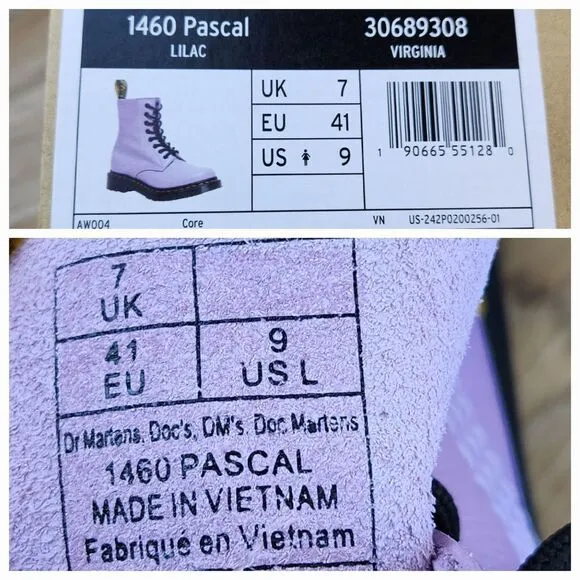 1460 Pascal
LILAC
30689308
VIRGINIA
UK 7
EU 41
US 9
1 90665 55128 0
AW004 Core VN US-242P0200256-01
7
UK
41
EU
9
US L
Dr Martens, Doc's, DM's, Doc Martens
1460 PASCAL
MADE IN VIETNAM
Fabriqué en Vietnam